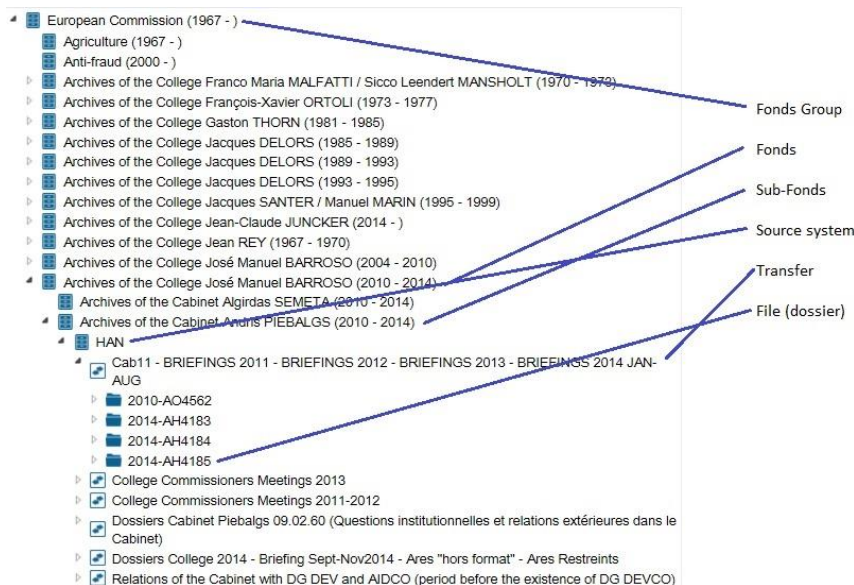 European Commission (1967 - )
Agriculture (1967 - )
Anti-fraud (2000 - )
Archives of the College Franco Maria MALFATTI / Sicco Leendert MANSHOLT (1970 - 1973)
Archives of the College François-Xavier ORTOLI (1973 - 1977)
Archives of the College Gaston THORN (1981 - 1985)
Archives of the College Jacques DELORS (1985 - 1989)
Archives of the College Jacques DELORS (1989 - 1993)
Archives of the College Jacques DELORS (1993 - 1995)
Archives of the College Jacques SANTER / Manuel MARIN (1995 - 1999)
Archives of the College Jean-Claude JUNCKER (2014 - )
Archives of the College Jean REY (1967 - 1970)
Archives of the College José Manuel BARROSO (2004 - 2010)
Archives of the College José Manuel BARROSO (2010 - 2014)
Archives of the Cabinet Algirdas SEMETA (2010 - 2014)
Archives of the Cabinet Andris PIEBALGS (2010 - 2014)
HAN
Cab11 - BRIEFINGS 2011 - BRIEFINGS 2012 - BRIEFINGS 2013 - BRIEFINGS 2014 JAN-
AUG
2010-AO4562
2014-AH4183
2014-AH4184
2014-AH4185
College Commissioners Meetings 2013
College Commissioners Meetings 2011-2012
Dossiers Cabinet Piebalgs 09.02.60 (Questions institutionnelles et relations extérieures dans le
Cabinet)
Dossiers College 2014 - Briefing Sept-Nov2014 - Ares "hors format" - Ares Restreints
Relations of the Cabinet with DG DEV and AIDCO (period before the existence of DG DEVCO)
Fonds Group
Fonds
Sub-Fonds
Source system
Transfer
File (dossier)